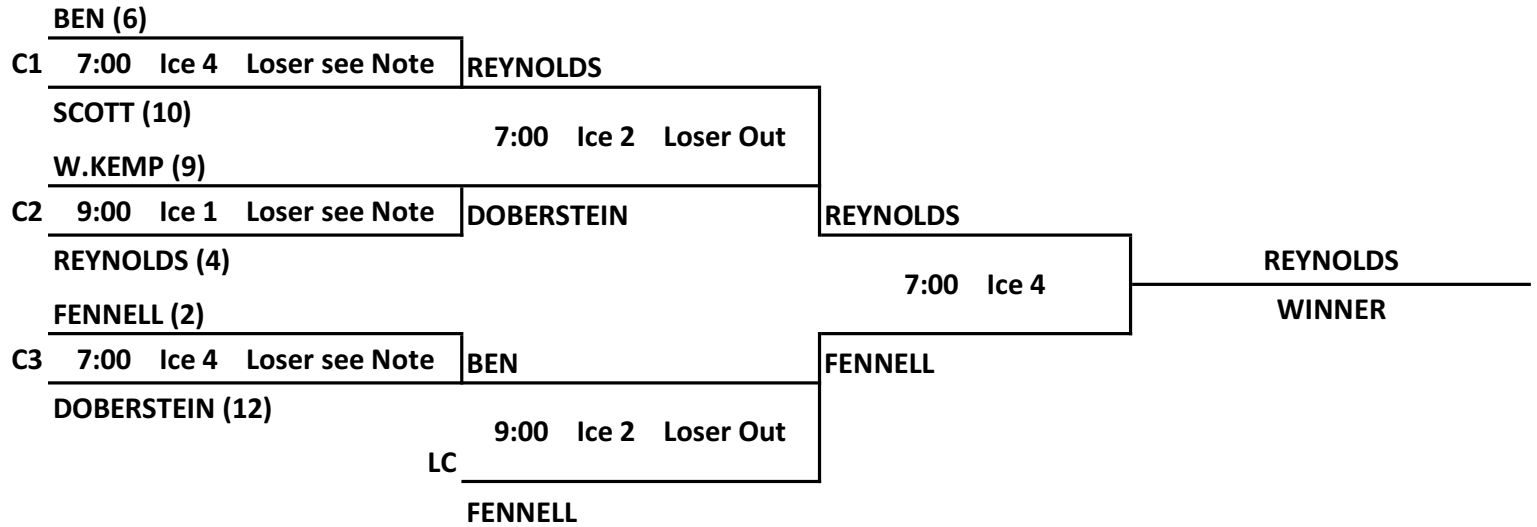 BEN (6)
C1 7:00 Ice 4 Loser see Note
REYNOLDS
SCOTT (10)
7:00 Ice 2 Loser Out
W.KEMP (9)
C2 9:00 Ice 1 Loser see Note
DOBERSTEIN
REYNOLDS
REYNOLDS (4)
7:00 Ice 4
REYNOLDS
WINNER
FENNELL (2)
C3 7:00 Ice 4 Loser see Note
BEN
FENNELL
DOBERSTEIN (12)
9:00 Ice 2 Loser Out
LC
FENNELL